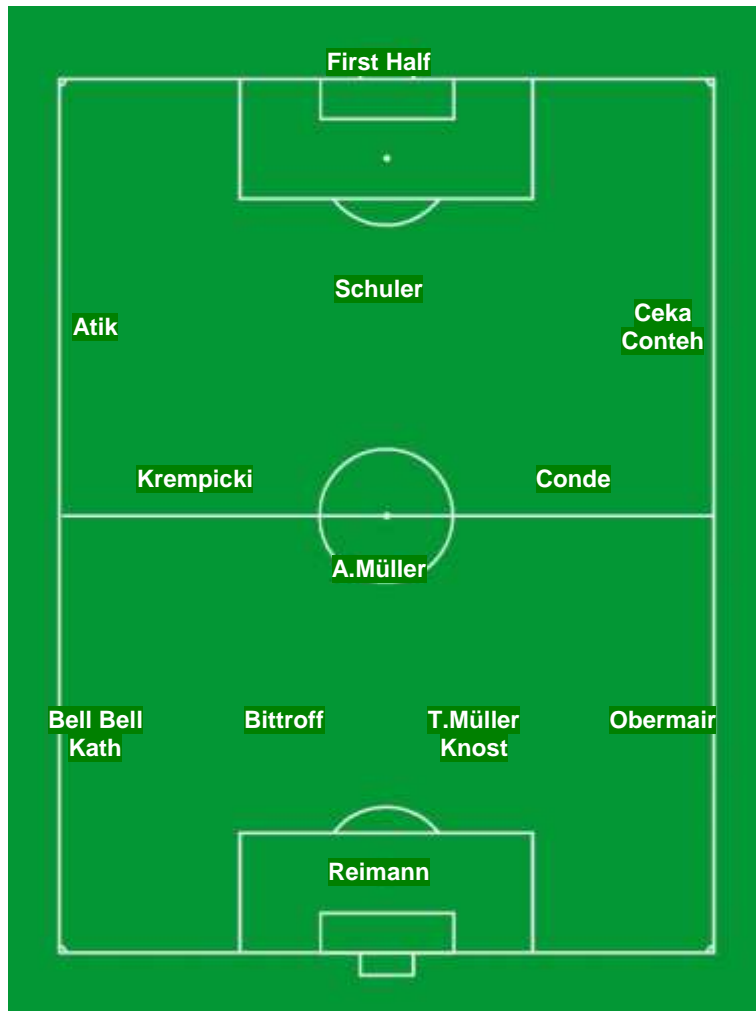 First Half
Schuler
Atik
Ceka
Conteh
Krempicki
Conde
A.Müller
Bell Bell
Kath
Bittroff
T.Müller
Knost
Obermair
Reimann